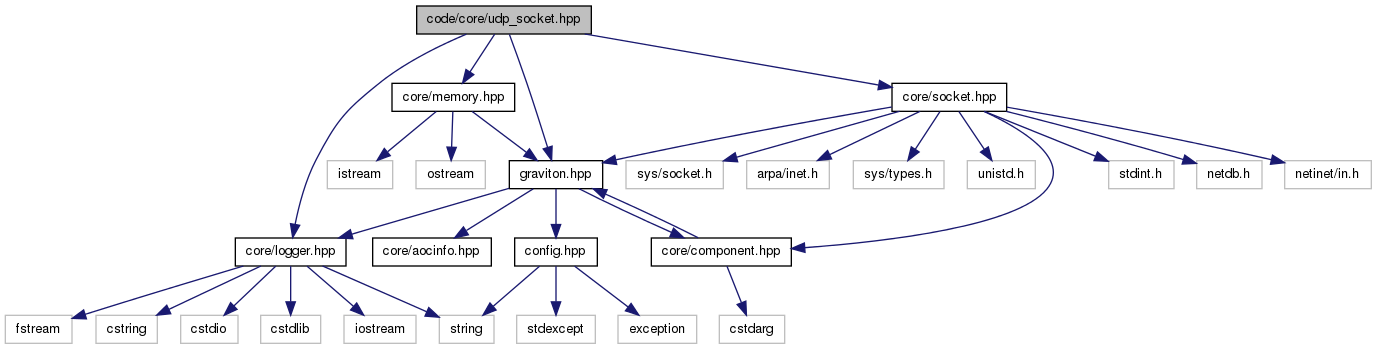 code/core/udp_socket.hpp
core/memory.hpp
core/socket.hpp
istream
ostream
graviton.hpp
sys/socket.h
arpa/inet.h
sys/types.h
unistd.h
stdint.h
netdb.h
netinet/in.h
core/logger.hpp
core/aocinfo.hpp
config.hpp
core/component.hpp
fstream
cstring
cstdio
cstdlib
iostream
string
stdexcept
exception
cstdarg